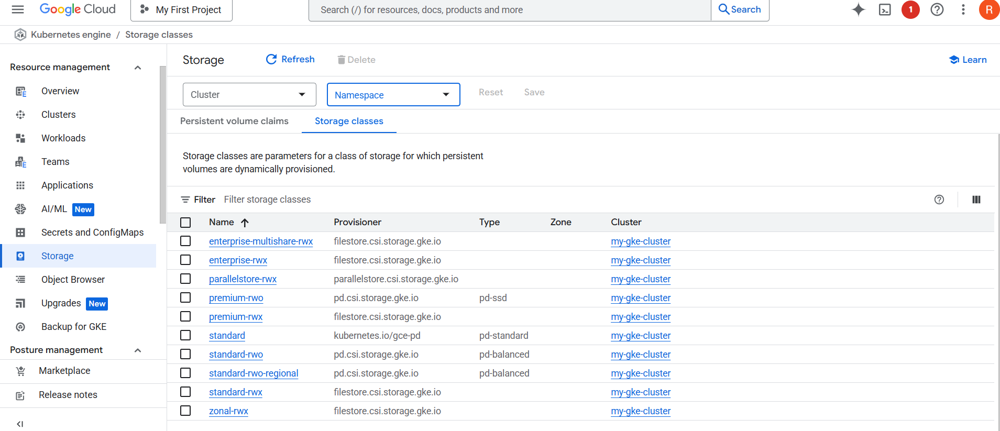 Google Cloud
My First Project
Search (/) for resources, docs, products and more
Search
1
R
Kubernetes engine / Storage classes
Resource management
Overview
Clusters
Workloads
Teams
Applications
AI/ML New
Secrets and ConfigMaps
Storage
Object Browser
Upgrades New
Backup for GKE
Posture management
Marketplace
Release notes
Storage
Refresh
Delete
Learn
Cluster
Namespace
Reset
Save
Persistent volume claims
Storage classes
Storage classes are parameters for a class of storage for which persistent
volumes are dynamically provisioned.
Filter Filter storage classes
Name Provisioner Type Zone Cluster
enterprise-multishare-rwx filestore.csi.storage.gke.io my-gke-cluster
enterprise-rwx filestore.csi.storage.gke.io my-gke-cluster
parallelstore-rwx parallelstore.csi.storage.gke.io my-gke-cluster
premium-rwo pd.csi.storage.gke.io pd-ssd my-gke-cluster
premium-rwx filestore.csi.storage.gke.io my-gke-cluster
standard kubernetes.io/gce-pd pd-standard my-gke-cluster
standard-rwo pd.csi.storage.gke.io pd-balanced my-gke-cluster
standard-rwo-regional pd.csi.storage.gke.io pd-balanced my-gke-cluster
standard-rwx filestore.csi.storage.gke.io my-gke-cluster
zonal-rwx filestore.csi.storage.gke.io my-gke-cluster